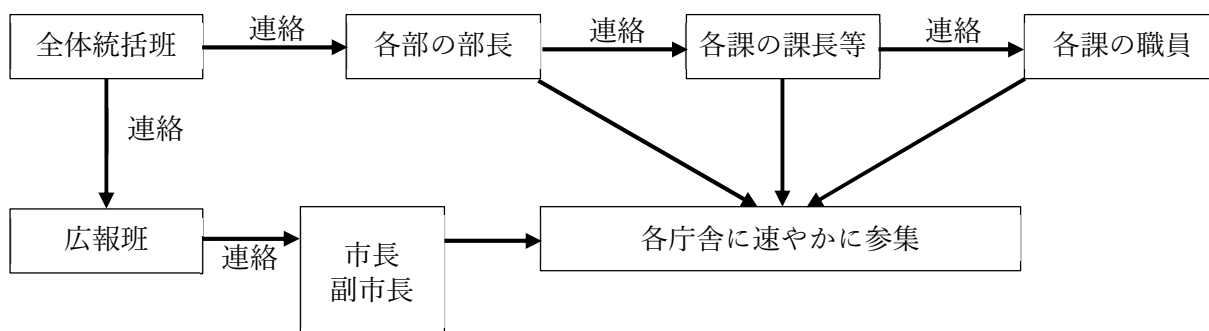 全体統括班
連絡
各部の部長
連絡
各課の課長等
連絡
各課の職員
連絡
広報班
連絡
市長
副市長
各庁舎に速やかに参集